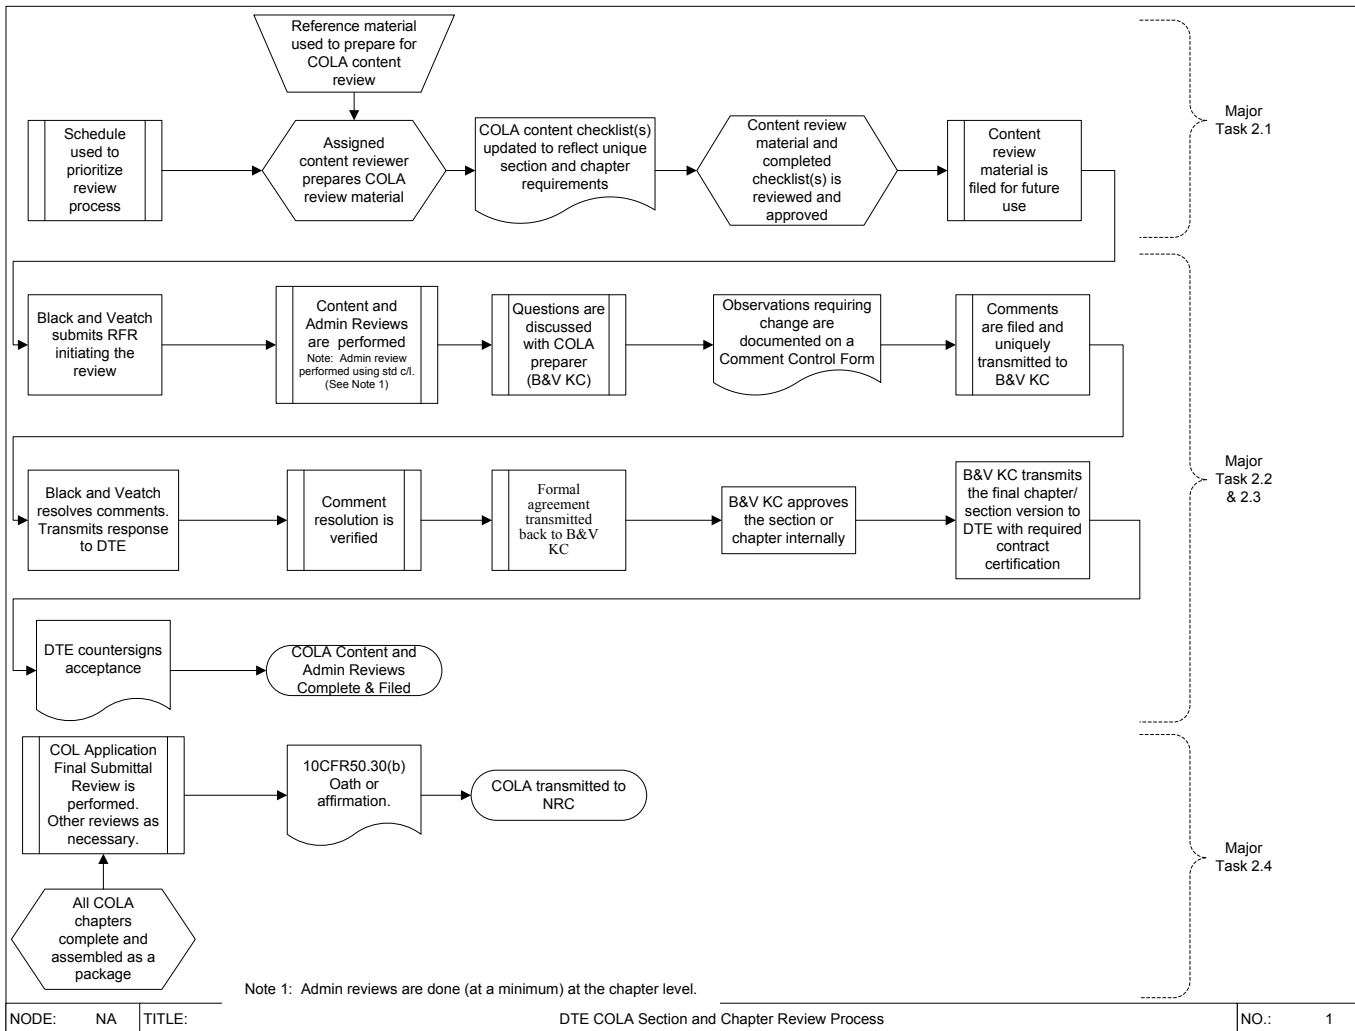 Reference material
used to prepare for
COLA content
review
Schedule
used to
prioritize
review
process
Assigned
content reviewer
prepares COLA
review material
COLA content checklist(s)
updated to reflect unique
section and chapter
requirements
Content review
material and
completed
checklist(s) is
reviewed and
approved
Content
review
material is
filed for future
use
Major
Task 2.1
Black and Veatch
submits RFR
initiating the
review
Content and
Admin Reviews
are performed
Note: Admin review
performed using std c/l.
(See Note 1)
Questions are
discussed
with COLA
preparer
(B&V KC)
Observations requiring
change are
documented on a
Comment Control Form
Comments
are filed and
uniquely
transmitted to
B&V KC
Black and Veatch
resolves comments.
Transmits response
to DTE
Comment
resolution is
verified
Formal
agreement
transmitted
back to B&V
KC
B&V KC approves
the section or
chapter internally
B&V KC transmits
the final chapter/
section version to
DTE with required
contract
certification
Major
Task 2.2
& 2.3
DTE countersigns
acceptance
COLA Content and
Admin Reviews
Complete & Filed
COL Application
Final Submittal
Review is
performed.
Other reviews as
necessary.
10CFR50.30(b)
Oath or
affirmation.
COLA transmitted to
NRC
Major
Task 2.4
All COLA
chapters
complete and
assembled as a
package
Note 1: Admin reviews are done (at a minimum) at the chapter level.
NODE: NA TITLE: DTE COLA Section and Chapter Review Process NO.: 1